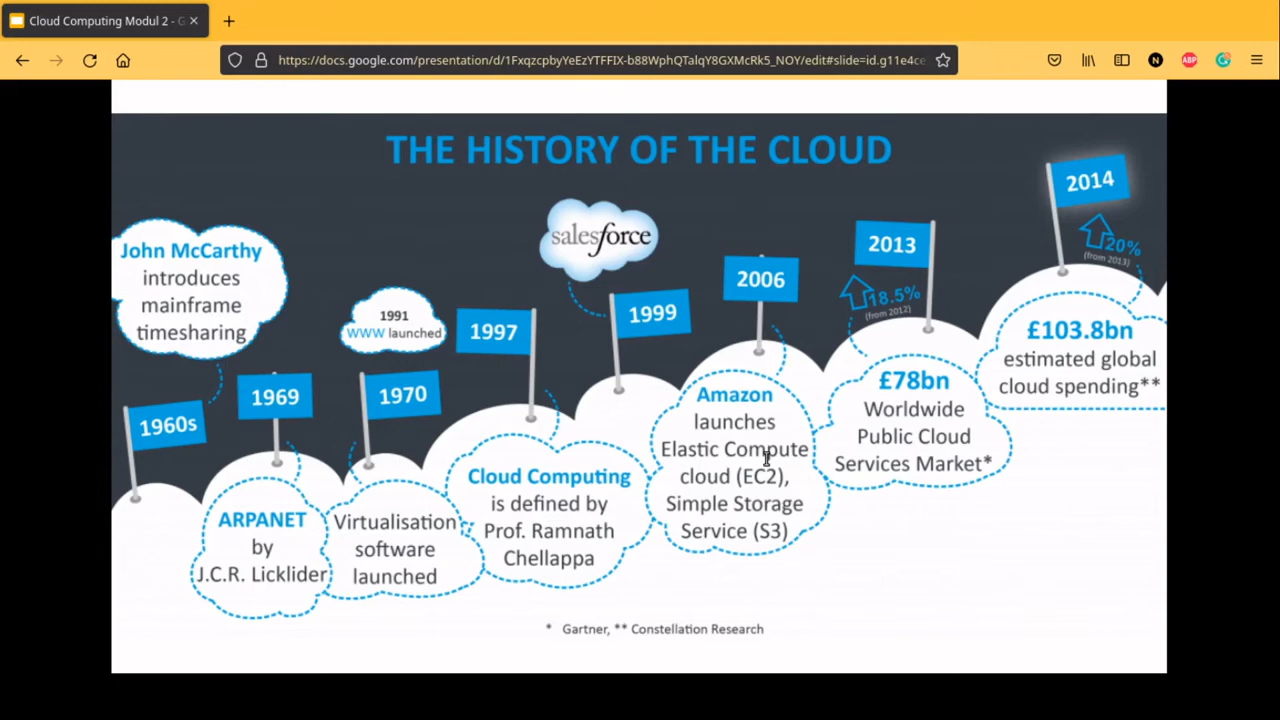 Cloud Computing Modul 2 - G
https://docs.google.com/presentation/d/1FxqzcpbyYeEzYTFFIX-b88WphQTalqY8GXMcRk5_NOY/edit#slide=id.g11e4ce
N
ABP
THE HISTORY OF THE CLOUD
John McCarthy
introduces
mainframe
timesharing
1960s
1969
ARPANET
by
J.C.R. Licklider
1970
Virtualisation
software
launched
1991
WWW launched
1997
Cloud Computing
is defined by
Prof. Ramnath
Chellappa
salesforce
1999
2006
Amazon
launches
Elastic Compute
cloud (EC2),
Simple Storage
Service (S3)
2013
18.5%
(from 2012)
£78bn
Worldwide
Public Cloud
Services Market*
2014
20%
(from 2013)
£103.8bn
estimated global
cloud spending**
* Gartner, ** Constellation Research